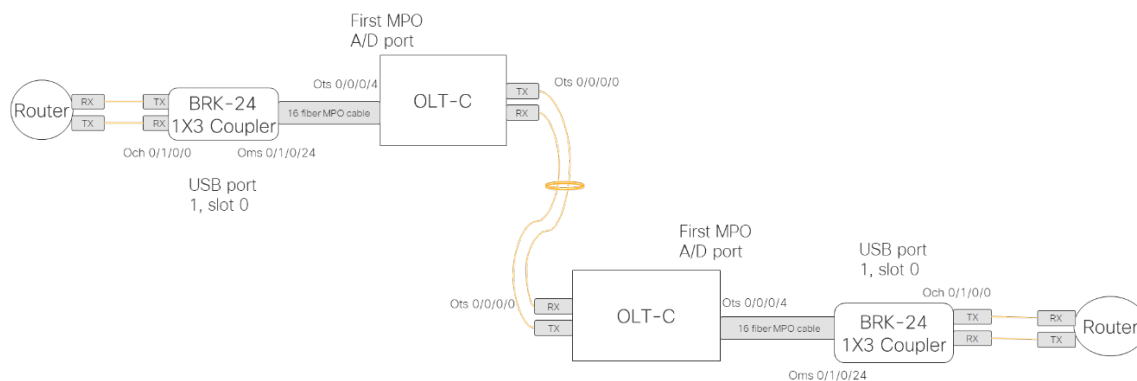 First MPO
A/D port
Ots 0/0/0/4
Ots 0/0/0/0
Router
RX
TX
TX
RX
BRK-24
1X3 Coupler
16 fiber MPO cable
OLT-C
TX
RX
Och 0/1/0/0
Oms 0/1/0/24
USB port
1, slot 0
First MPO
A/D port
USB port
1, slot 0
Ots 0/0/0/0
RX
TX
OLT-C
Ots 0/0/0/4
16 fiber MPO cable
Och 0/1/0/0
BRK-24
1X3 Coupler
TX
RX
RX
TX
Router
Oms 0/1/0/24